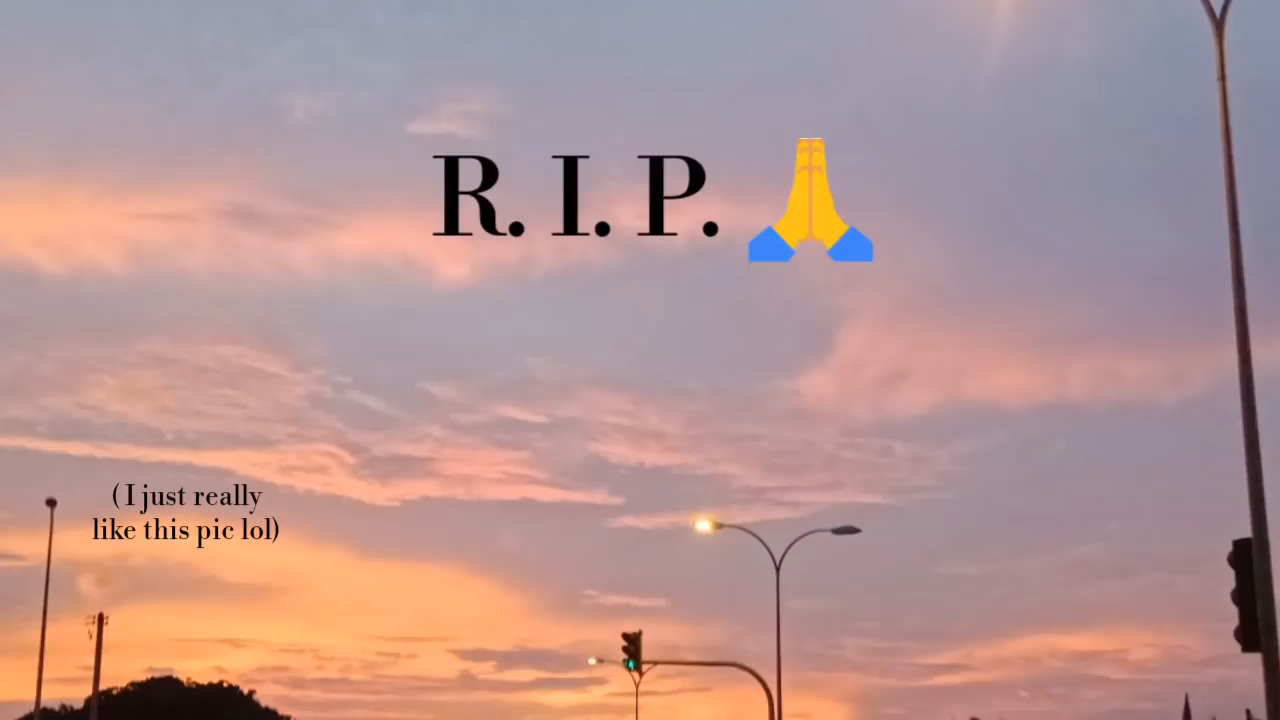 R. I. P. 🙏
( I just really
like this pic lol)